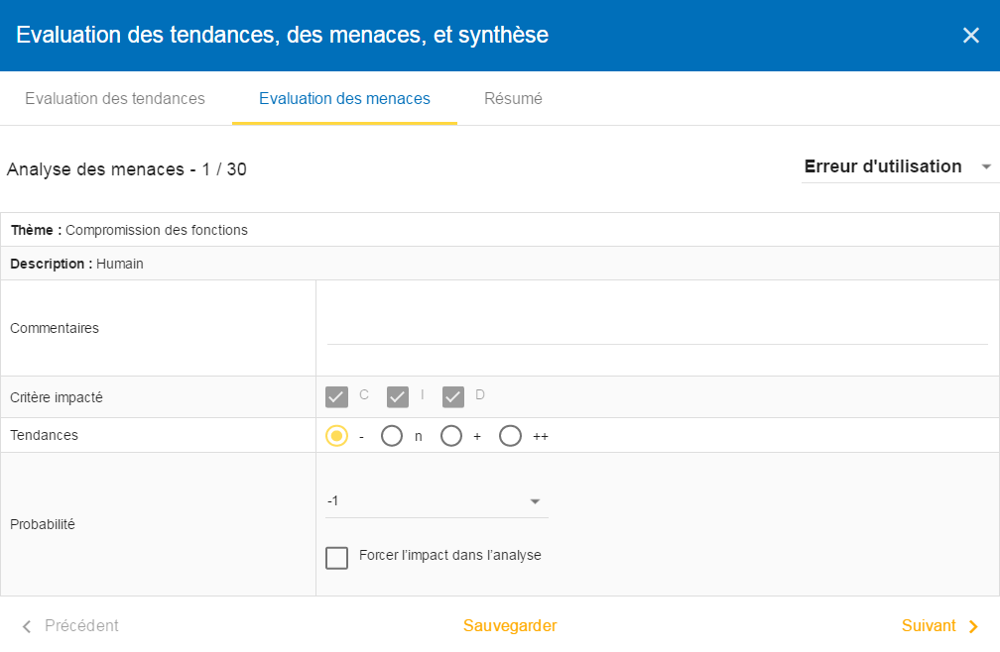 Evaluation des tendances, des menaces, et synthèse
Evaluation des tendances Evaluation des menaces Résumé
Analyse des menaces - 1 / 30 Erreur d'utilisation
Thème : Compromission des fonctions
Description : Humain
Commentaires
Critère impacté C I D
Tendances - n + ++
-1
Probabilité
Forcer l'impact dans l'analyse
Précédent Sauvegarder Suivant